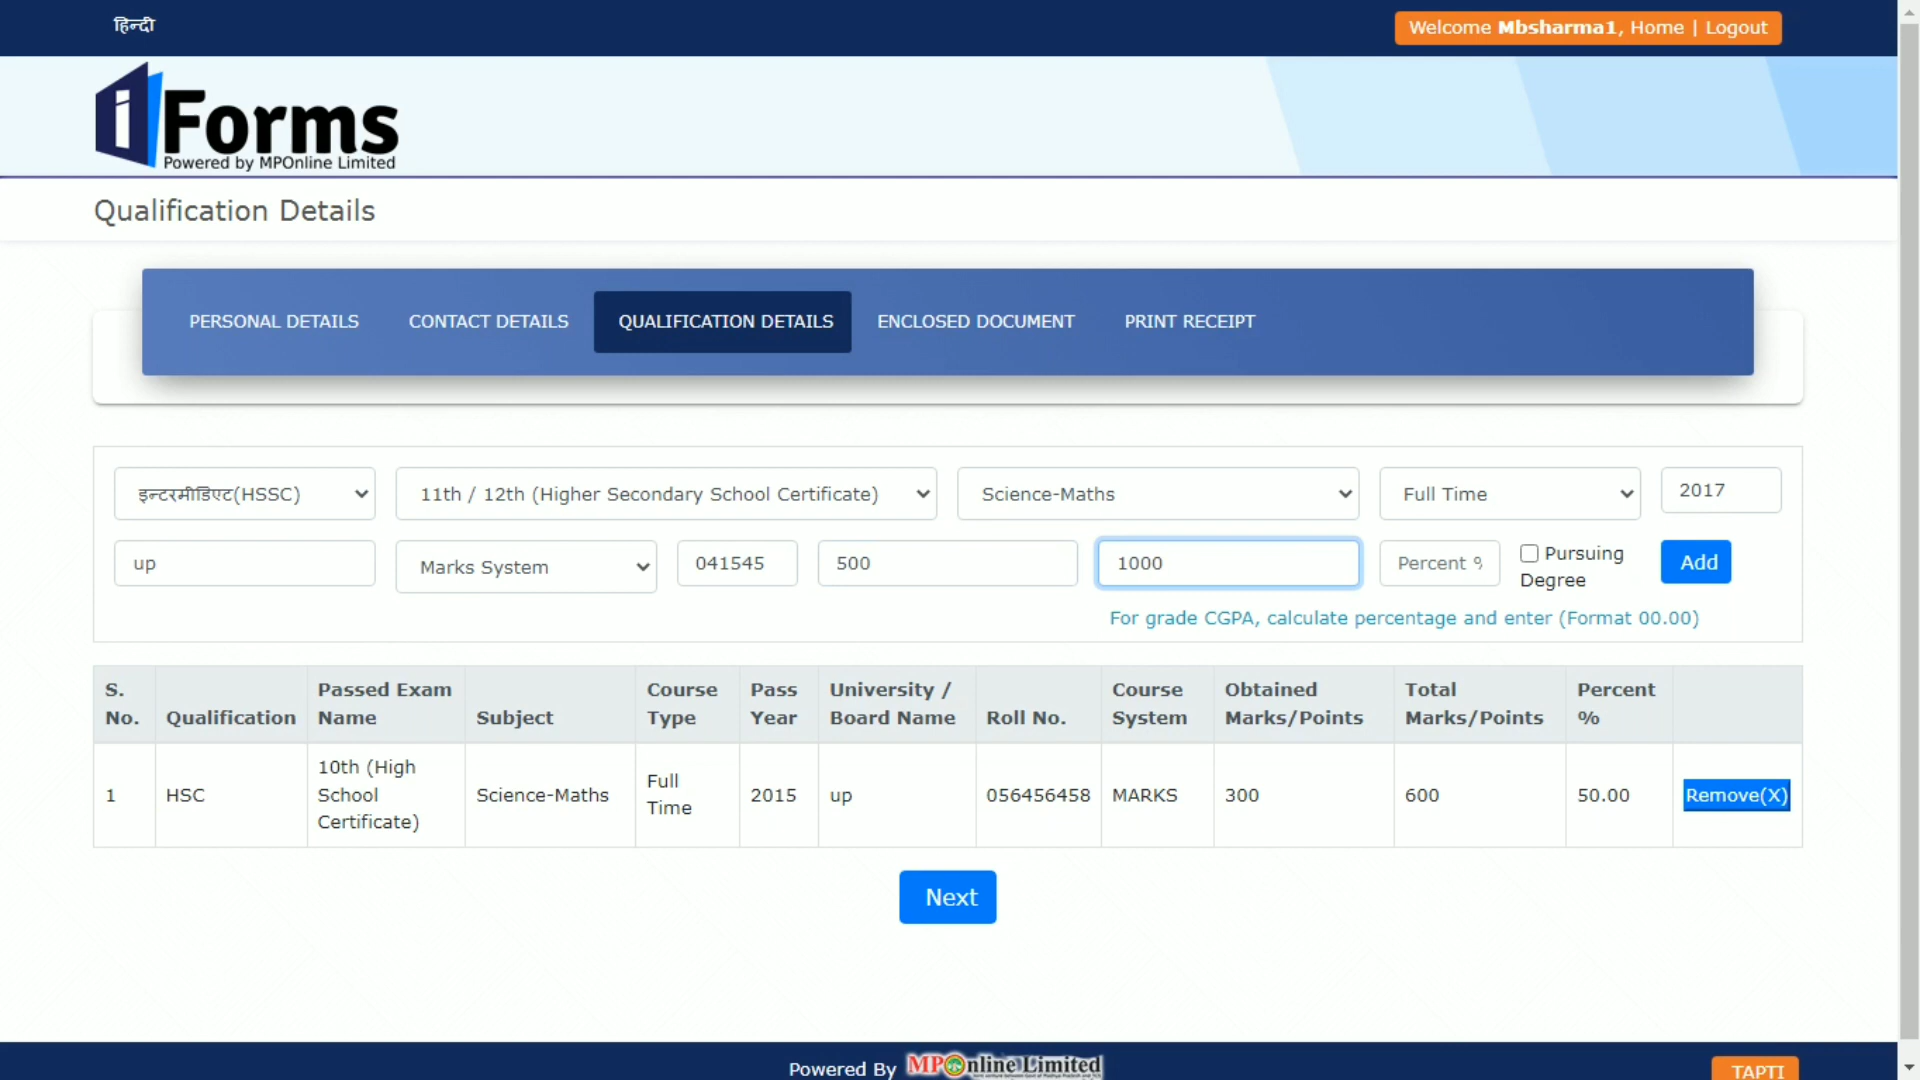 हिन्दी
Welcome Mbsharma1, Home | Logout
iForms
Powered by MPOnline Limited
Qualification Details
PERSONAL DETAILS CONTACT DETAILS QUALIFICATION DETAILS ENCLOSED DOCUMENT PRINT RECEIPT
इन्टरमीडिएट(HSSC) 11th / 12th (Higher Secondary School Certificate) Science-Maths Full Time 2017
up Marks System 041545 500 1000 Percent % Pursuing Degree Add
For grade CGPA, calculate percentage and enter (Format 00.00)
S. No. Qualification Passed Exam Name Subject Course Type Pass Year University / Board Name Roll No. Course System Obtained Marks/Points Total Marks/Points Percent %
1 HSC 10th (High School Certificate) Science-Maths Full Time 2015 up 056456458 MARKS 300 600 50.00 Remove(X)
Next
Powered By MPOnline Limited
TAPTI